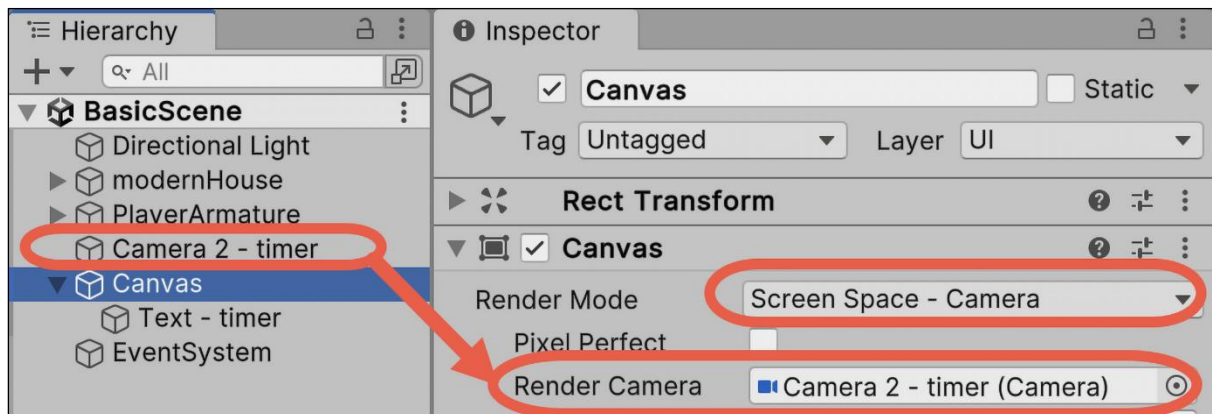 Hierarchy
All
BasicScene
Directional Light
modernHouse
PlayerArmature
Camera 2 - timer
Canvas
Text - timer
EventSystem
Inspector
Canvas
Static
Tag Untagged Layer UI
Rect Transform
Canvas
Render Mode Screen Space - Camera
Pixel Perfect
Render Camera Camera 2 - timer (Camera)